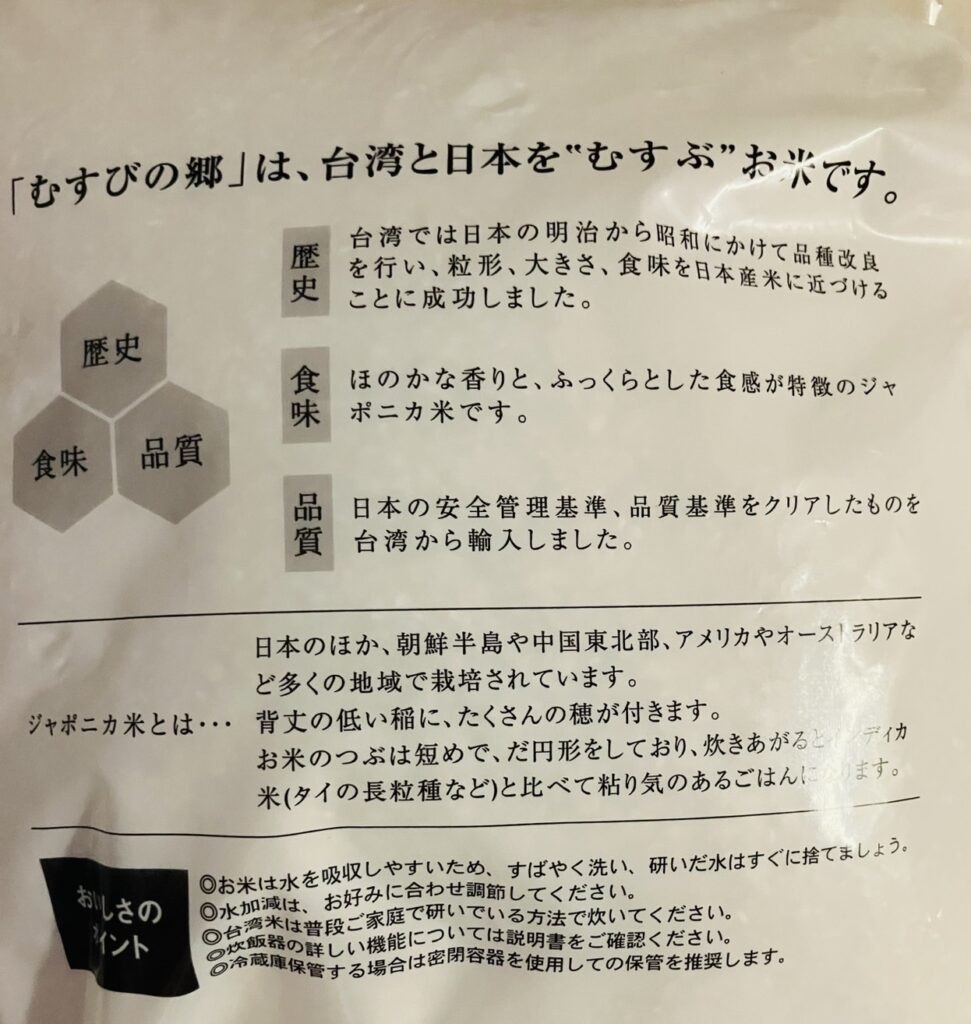 「むすびの郷」は、台湾と日本を“むすぶ”お米です。
歴史
食味
品質
歴史
台湾では日本の明治から昭和にかけて品種改良
を行い、粒形、大きさ、食味を日本産米に近づける
ことに成功しました。
食味
ほのかな香りと、ふっくらとした食感が特徴のジャ
ポニカ米です。
品質
日本の安全管理基準、品質基準をクリアしたものを
台湾から輸入しました。
ジャポニカ米とは・・・
日本のほか、朝鮮半島や中国東北部、アメリカやオーストラリアな
ど多くの地域で栽培されています。
背丈の低い稲に、たくさんの穂が付きます。
お米のつぶは短めで、だ円形をしており、炊きあがるとインディカ
米(タイの長粒種など)と比べて粘り気のあるごはんになります。
おいしさの
ポイント
◎お米は水を吸収しやすいため、すばやく洗い、研いだ水はすぐに捨てましょう。
◎水加減は、お好みに合わせ調節してください。
◎台湾米は普段ご家庭で研いでいる方法で炊いてください。
◎炊飯器の詳しい機能については説明書をご確認ください。
◎冷蔵庫保管する場合は密閉容器を使用しての保管を推奨します。